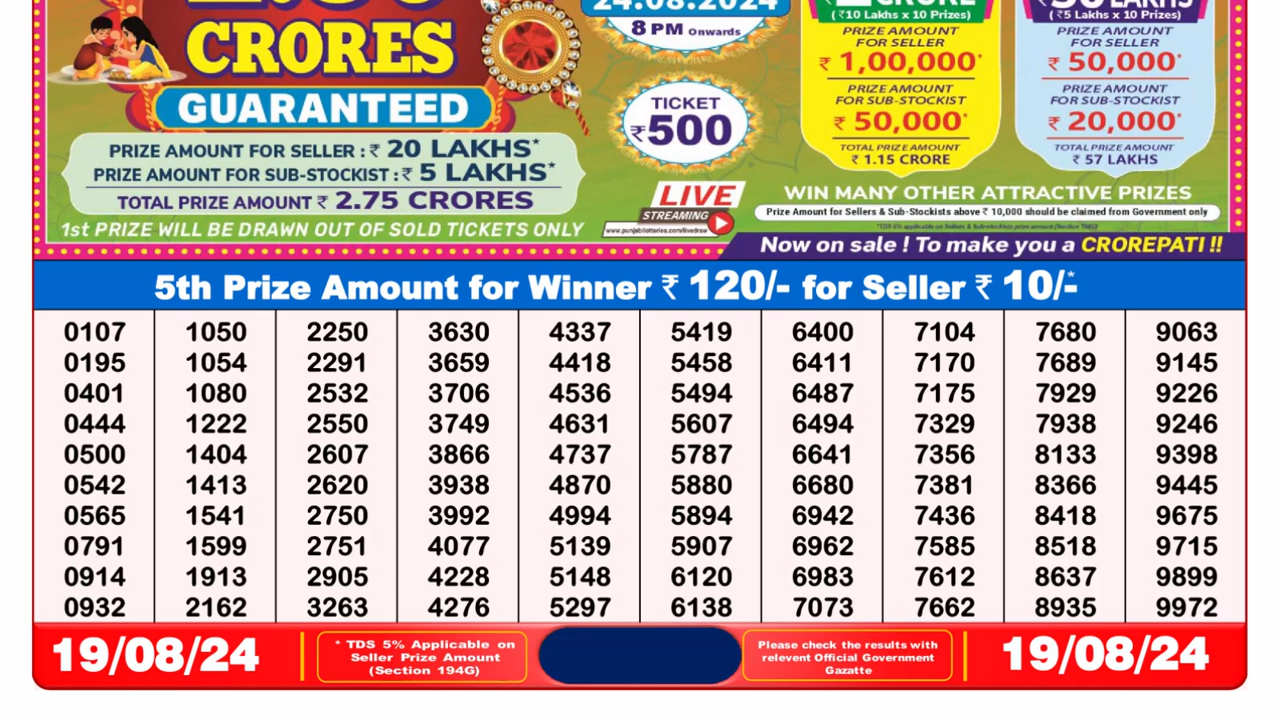 CRORES
GUARANTEED
PRIZE AMOUNT FOR SELLER : ₹ 20 LAKHS*
PRIZE AMOUNT FOR SUB-STOCKIST : ₹ 5 LAKHS*
TOTAL PRIZE AMOUNT ₹ 2.75 CRORES
1st PRIZE WILL BE DRAWN OUT OF SOLD TICKETS ONLY
24.08.2024
8 PM Onwards
TICKET
₹500
LIVE
STREAMING
www.punjablotteries.com/livedraw
CRORE
(₹10 Lakhs x 10 Prizes)
PRIZE AMOUNT
FOR SELLER
₹ 1,00,000*
PRIZE AMOUNT
FOR SUB-STOCKIST
₹ 50,000*
TOTAL PRIZE AMOUNT
₹ 1.15 CRORE
LAKHS
(₹5 Lakhs x 10 Prizes)
PRIZE AMOUNT
FOR SELLER
₹ 50,000*
PRIZE AMOUNT
FOR SUB-STOCKIST
₹ 20,000*
TOTAL PRIZE AMOUNT
₹ 57 LAKHS
WIN MANY OTHER ATTRACTIVE PRIZES
Prize Amount for Sellers & Sub-Stockists above ₹ 10,000 should be claimed from Government only
Now on sale ! To make you a CROREPATI !!
5th Prize Amount for Winner ₹ 120/- for Seller ₹ 10/-*
0107 1050 2250 3630 4337 5419 6400 7104 7680 9063
0195 1054 2291 3659 4418 5458 6411 7170 7689 9145
0401 1080 2532 3706 4536 5494 6487 7175 7929 9226
0444 1222 2550 3749 4631 5607 6494 7329 7938 9246
0500 1404 2607 3866 4737 5787 6641 7356 8133 9398
0542 1413 2620 3938 4870 5880 6680 7381 8366 9445
0565 1541 2750 3992 4994 5894 6942 7436 8418 9675
0791 1599 2751 4077 5139 5907 6962 7585 8518 9715
0914 1913 2905 4228 5148 6120 6983 7612 8637 9899
0932 2162 3263 4276 5297 6138 7073 7662 8935 9972
19/08/24
* TDS 5% Applicable on
Seller Prize Amount
(Section 194G)
Please check the results with
relevent Official Government
Gazatte
19/08/24